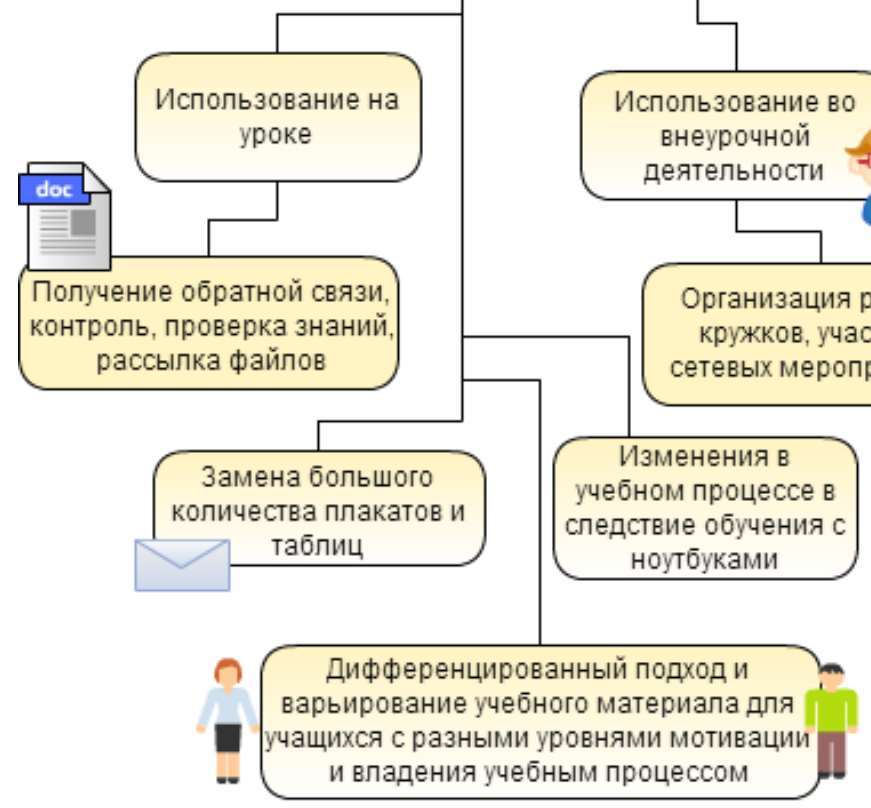 Использование на
уроке
Использование во
внеурочной
деятельности
doc
Получение обратной связи,
контроль, проверка знаний,
рассылка файлов
Организация
кружков,
сетевых
Замена большого
количества плакатов и
таблиц
Изменения в
учебном процессе в
следствие обучения с
ноутбуками
Дифференцированный подход и
варьирование учебного материала для
учащихся с разными уровнями мотивации
и владения учебным процессом